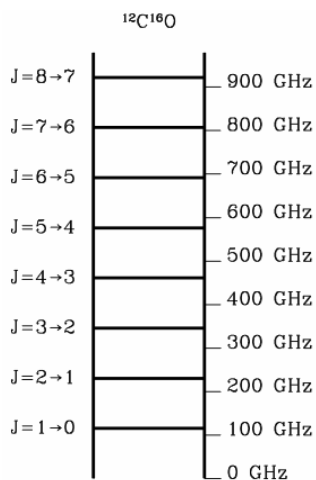 ¹²C¹⁶O
J=8→7
900 GHz
J=7→6
800 GHz
J=6→5
700 GHz
600 GHz
J=5→4
500 GHz
J=4→3
400 GHz
J=3→2
300 GHz
J=2→1
200 GHz
J=1→0
100 GHz
0 GHz